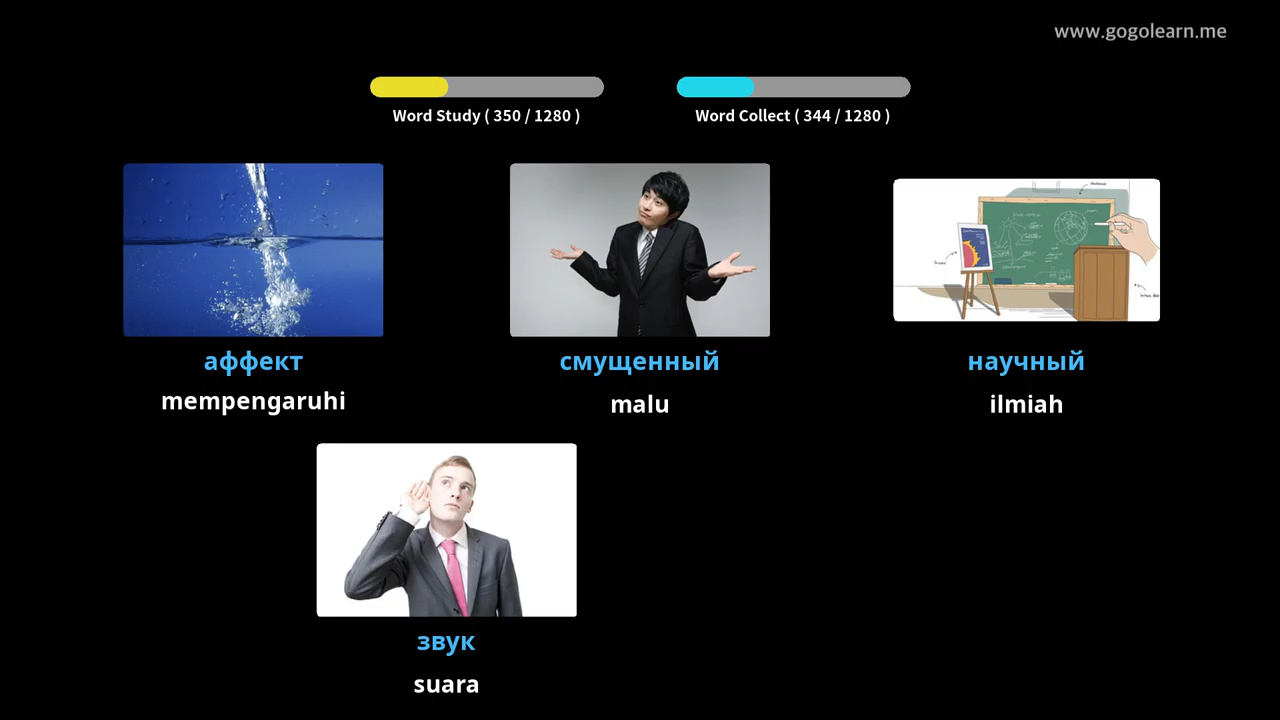 www.gogolearn.me
Word Study ( 350 / 1280 )
Word Collect ( 344 / 1280 )
аффект
mempengaruhi
смущенный
malu
научный
ilmiah
звук
suara